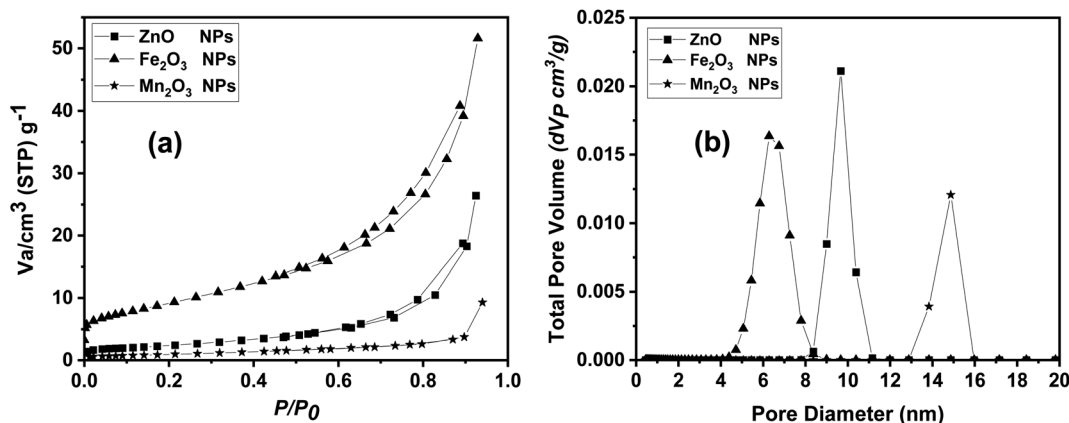 (a)
ZnO NPs
Fe₂O₃ NPs
Mn₂O₃ NPs
Va/cm³ (STP) g⁻¹
50
40
30
20
10
0
0.0 0.2 0.4 0.6 0.8 1.0
P/P₀
(b)
ZnO NPs
Fe₂O₃ NPs
Mn₂O₃ NPs
Total Pore Volume (dVP cm³/g)
0.025
0.020
0.015
0.010
0.005
0.000
2 4 6 8 10 12 14 16 18 20
Pore Diameter (nm)